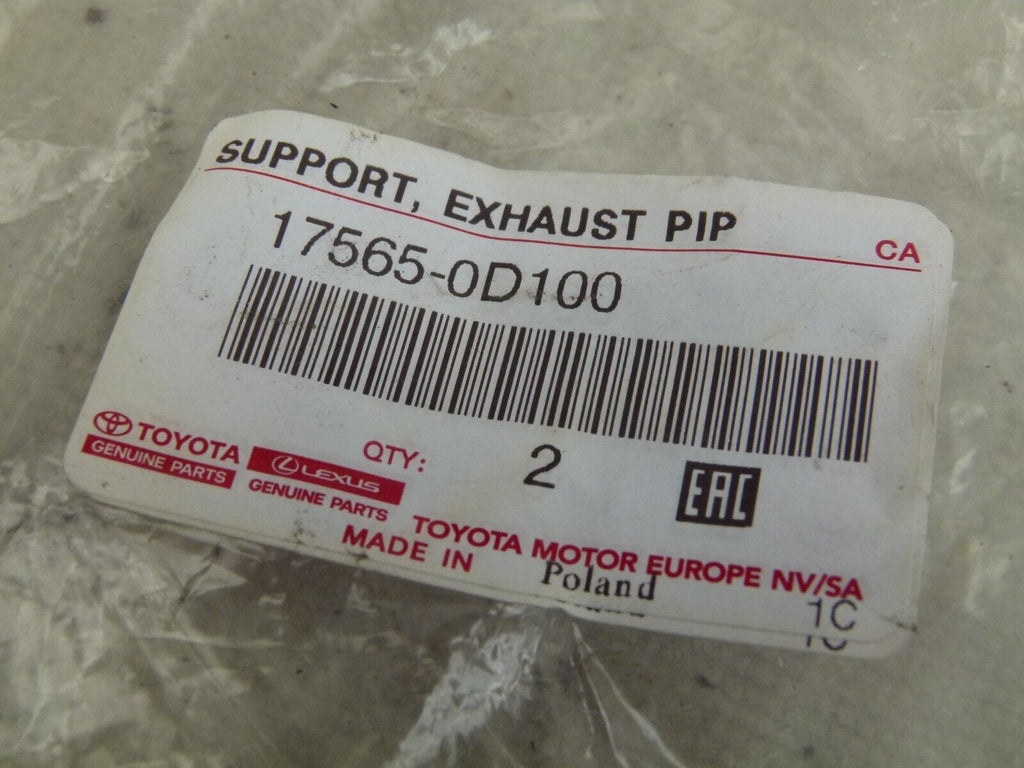 SUPPORT, EXHAUST PIP
CA
17565-0D100
TOYOTA
GENUINE PARTS
LEXUS
GENUINE PARTS
QTY:
2
EAC
TOYOTA MOTOR EUROPE NV/SA
MADE IN
Poland
1C